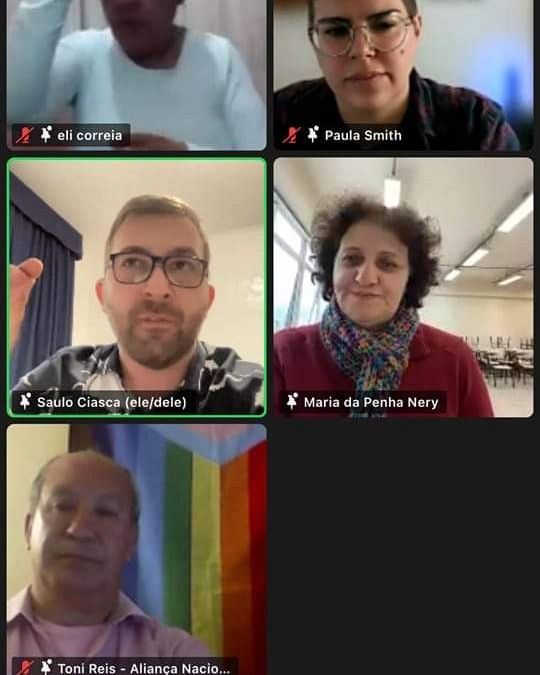 eli correia
Paula Smith
Saulo Ciasca (ele/dele)
Maria da Penha Nery
Toni Reis - Aliança Nacio...